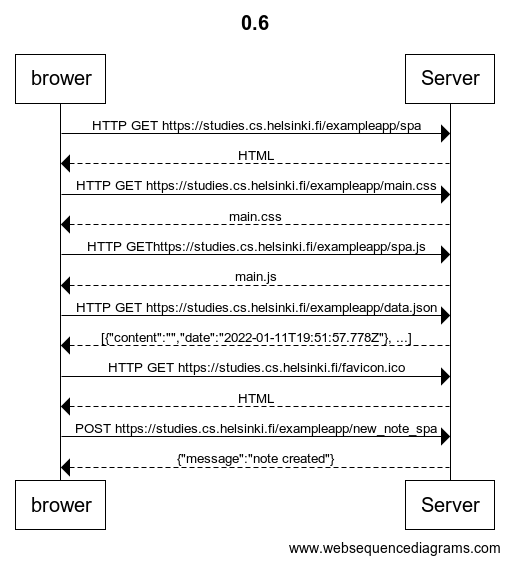 0.6
brower Server
HTTP GET https://studies.cs.helsinki.fi/exampleapp/spa
HTML
HTTP GET https://studies.cs.helsinki.fi/exampleapp/main.css
main.css
HTTP GEThttps://studies.cs.helsinki.fi/exampleapp/spa.js
main.js
HTTP GET https://studies.cs.helsinki.fi/exampleapp/data.json
[{"content":"","date":"2022-01-11T19:51:57.778Z"}, ...]
HTTP GET https://studies.cs.helsinki.fi/favicon.ico
HTML
POST https://studies.cs.helsinki.fi/exampleapp/new_note_spa
{"message":"note created"}
brower Server
www.websequencediagrams.com